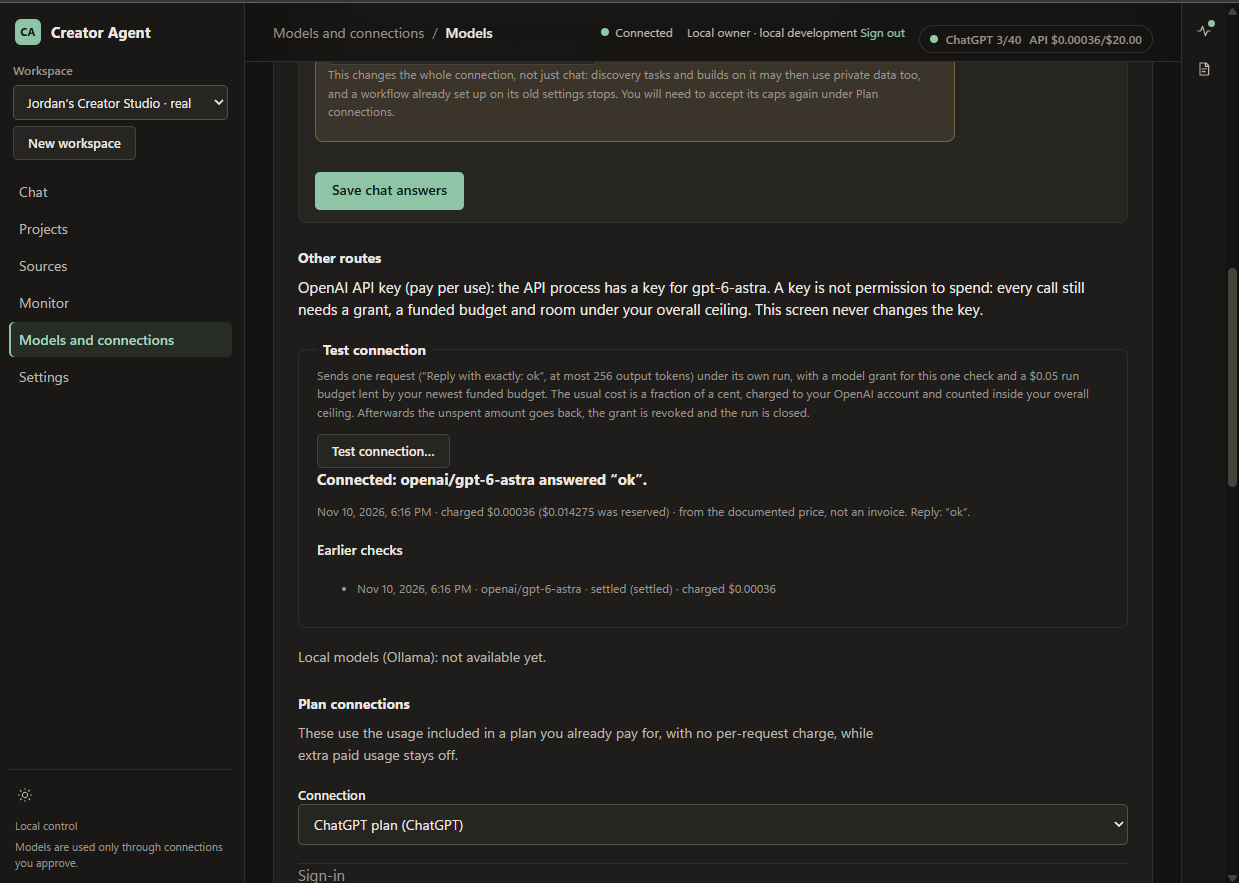 CA Creator Agent
Workspace
Jordan's Creator Studio · real
New workspace
Chat
Projects
Sources
Monitor
Models and connections
Settings
Local control
Models are used only through connections
you approve.
Models and connections / Models
Connected
Local owner · local development Sign out
ChatGPT 3/40 API $0.00036/$20.00
This changes the whole connection, not just chat: discovery tasks and builds on it may then use private data too,
and a workflow already set up on its old settings stops. You will need to accept its caps again under Plan
connections.
Save chat answers
Other routes
OpenAI API key (pay per use): the API process has a key for gpt-6-astra. A key is not permission to spend: every call still
needs a grant, a funded budget and room under your overall ceiling. This screen never changes the key.
Test connection
Sends one request (“Reply with exactly: ok”, at most 256 output tokens) under its own run, with a model grant for this one check and a $0.05 run
budget lent by your newest funded budget. The usual cost is a fraction of a cent, charged to your OpenAI account and counted inside your overall
ceiling. Afterwards the unspent amount goes back, the grant is revoked and the run is closed.
Test connection...
Connected: openai/gpt-6-astra answered “ok”.
Nov 10, 2026, 6:16 PM · charged $0.00036 ($0.014275 was reserved) · from the documented price, not an invoice. Reply: “ok”.
Earlier checks
• Nov 10, 2026, 6:16 PM · openai/gpt-6-astra · settled (settled) · charged $0.00036
Local models (Ollama): not available yet.
Plan connections
These use the usage included in a plan you already pay for, with no per-request charge, while
extra paid usage stays off.
Connection
ChatGPT plan (ChatGPT)
Sign-in